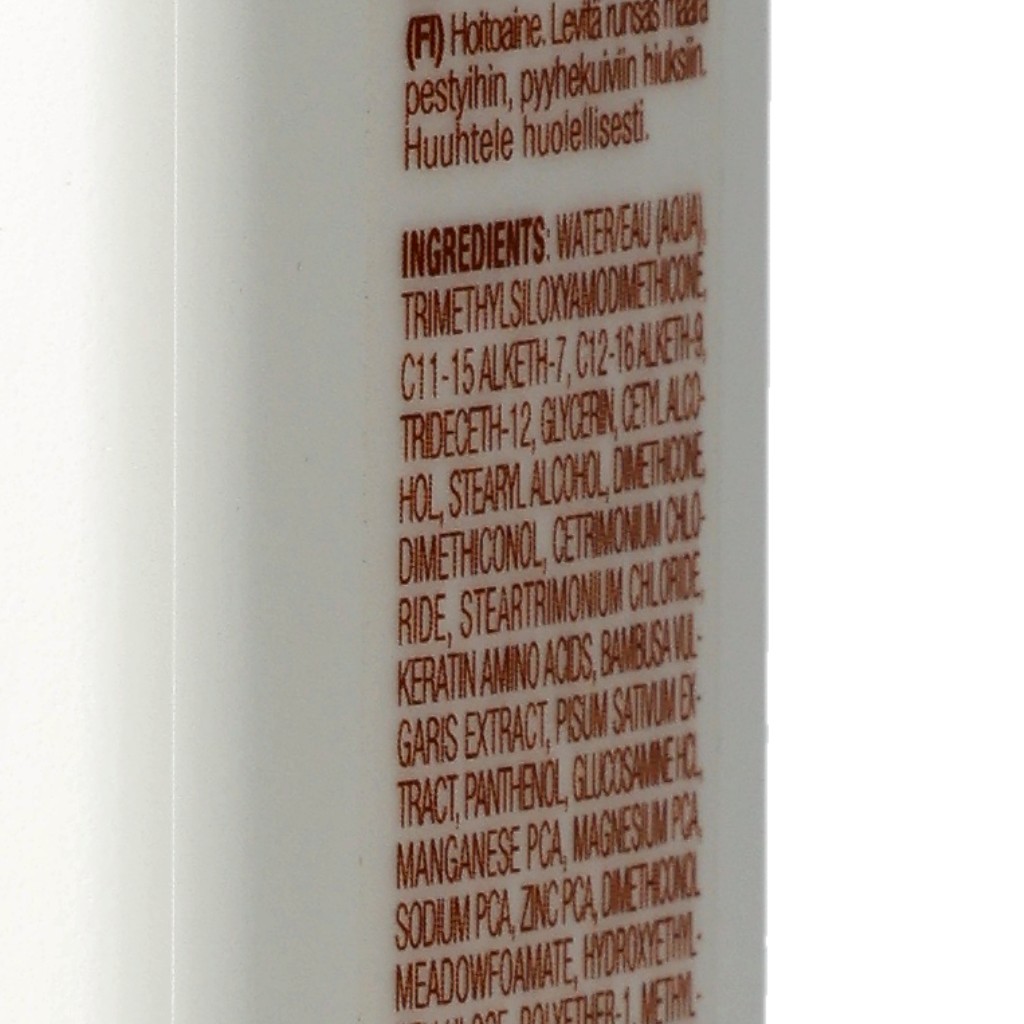 (FI) Hoitoaine. Levitä runsas määrä
pestyihin, pyyhekuiviin hiuksiin.
Huuhtele huolellisesti.
INGREDIENTS: WATER/EAU (AQUA),
TRIMETHYLSILOXYAMODIMETHICONE,
C11-15 ALKETH-7, C12-16 ALKETH-9,
TRIDECETH-12, GLYCERIN, CETYL ALCO-
HOL, STEARYL ALCOHOL, DIMETHICONE,
DIMETHICONOL, CETRIMONIUM CHLO-
RIDE, STEARTRIMONIUM CHLORIDE,
KERATIN AMINO ACIDS, BAMBUSA VUL-
GARIS EXTRACT, PISUM SATIVUM EX-
TRACT, PANTHENOL, GLUCOSAMINE HCL,
MANGANESE PCA, MAGNESIUM PCA,
SODIUM PCA, ZINC PCA, DIMETHICONOL
MEADOWFOAMATE, HYDROXYETHYL-
POLYETHER-1, METHYL-